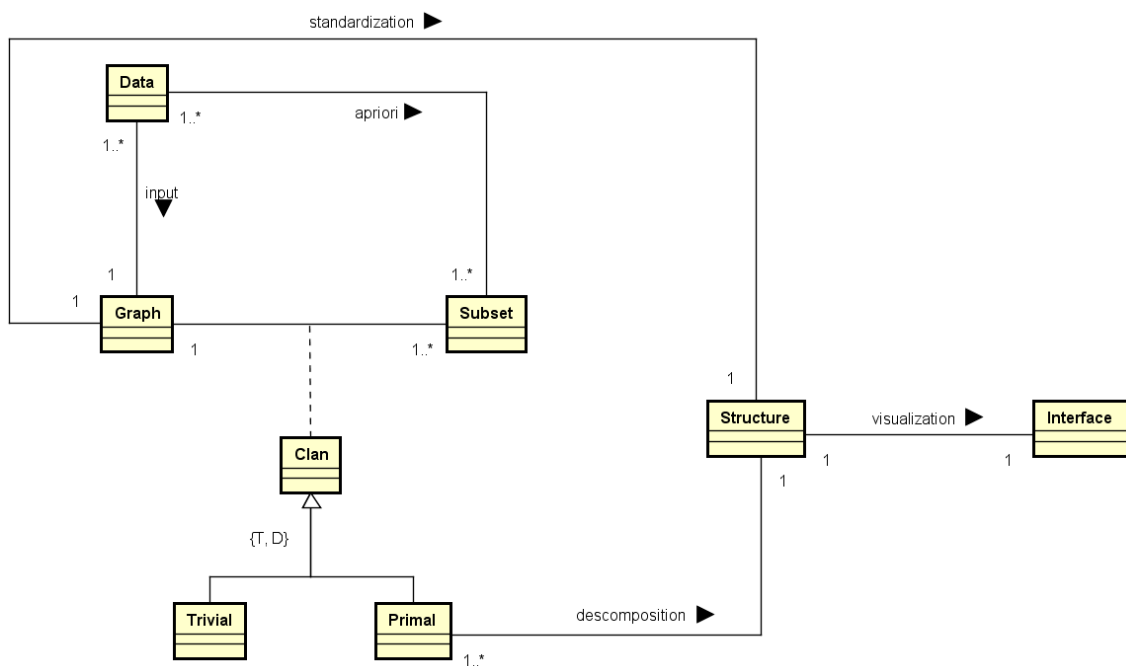 standardization
Data
1..*
apriori
1..*
input
1
1..*
1
Graph
Subset
1
1..*
1
Structure
visualization
Interface
1
1
1
Clan
{T, D}
Trivial
Primal
descomposition
1..*